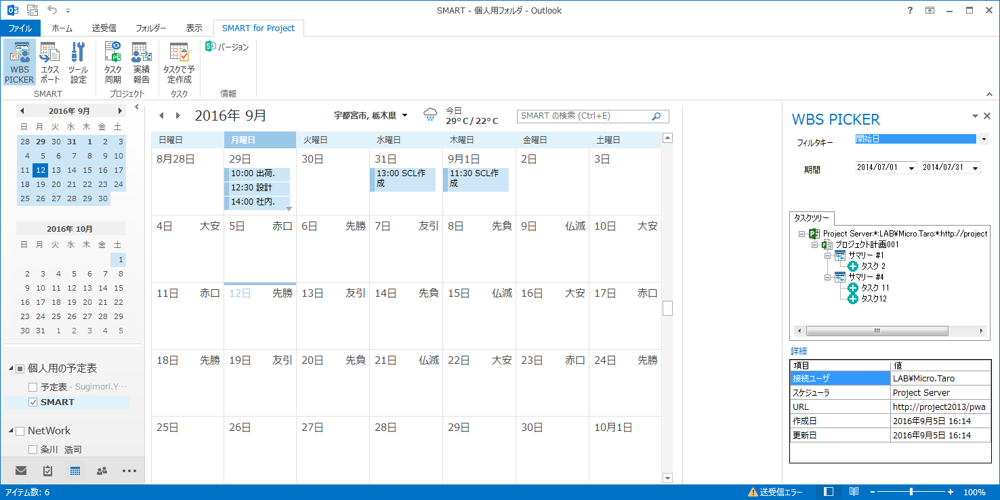 SMART - 個人用フォルダ - Outlook
ファイル ホーム 送受信 フォルダー 表示 SMART for Project
WBS PICKER エクスポート ツール設定 タスク同期 実績報告 タスクで予定作成 バージョン
SMART プロジェクト タスク 情報
2016年 9月
日 月 火 水 木 金 土
28 29 30 31 1 2 3
4 5 6 7 8 9 10
11 12 13 14 15 16 17
18 19 20 21 22 23 24
25 26 27 28 29 30
2016年 10月
日 月 火 水 木 金 土
1
2 3 4 5 6 7 8
9 10 11 12 13 14 15
16 17 18 19 20 21 22
23 24 25 26 27 28 29
30 31 1 2 3 4 5
個人用の予定表
予定表 - Sugimori.Y…
SMART
NetWork
粂川 浩司
2016年 9月 宇都宮市, 栃木県 今日 29° C / 22° C SMART の検索 (Ctrl+E)
日曜日 月曜日 火曜日 水曜日 木曜日 金曜日 土曜日
8月28日 29日 30日 31日 9月1日 2日 3日
10:00 出荷. 13:00 SCL作成 11:30 SCL作成
12:30 設計
14:00 社内.
4日 大安 5日 赤口 6日 先勝 7日 友引 8日 先負 9日 仏滅 10日 大安
11日 赤口 12日 先勝 13日 友引 14日 先負 15日 仏滅 16日 大安 17日 赤口
18日 先勝 19日 友引 20日 先負 21日 仏滅 22日 大安 23日 赤口 24日 先勝
25日 26日 27日 28日 29日 30日 10月1日
WBS PICKER
フィルタキー 開始日
期間 2014/07/01 2014/07/31
タスクツリー
Project Server:*:LAB¥Micro.Taro:*:http://project
プロジェクト計画001
サマリー #1
タスク 2
サマリー #4
タスク 11
タスク12
詳細
項目 値
接続ユーザ LAB¥Micro.Taro
スケジューラ Project Server
URL http://project2013/pwa
作成日 2016年9月5日 16:14
更新日 2016年9月5日 16:14
アイテム数: 6 送受信エラー 100%